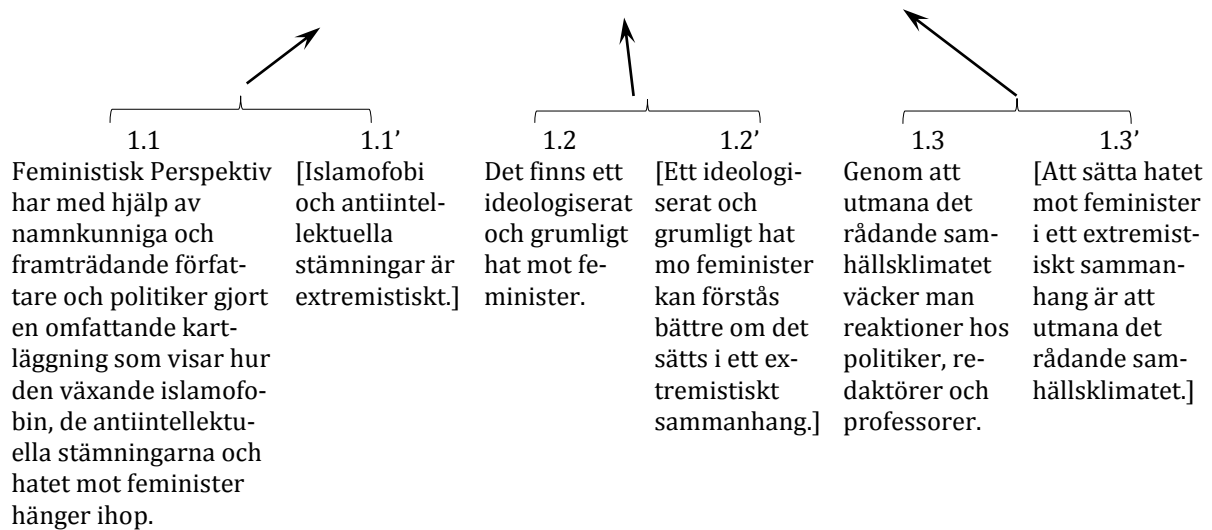 1.1
Feministisk Perspektiv
har med hjälp av
namnkunniga och
framträdande förfat-
tare och politiker gjort
en omfattande kart-
läggning som visar hur
den växande islamofo-
bin, de antiintellektu-
ella stämningarna och
hatet mot feminister
hänger ihop.
1.1’
[Islamofobi
och antiintel-
lektuella
stämningar är
extremistiskt.]
1.2
Det finns ett
ideologiserat
och grumligt
hat mot fe-
minister.
1.2’
[Ett ideologi-
serat och
grumligt hat
mo feminister
kan förstås
bättre om det
sätts i ett ex-
tremistiskt
sammanhang.]
1.3
Genom att
utmana det
rådande sam-
hällsklimatet
väcker man
reaktioner hos
politiker, re-
daktörer och
professorer.
1.3’
[Att sätta hatet
mot feminister
i ett extremist-
iskt samman-
hang är att
utmana det
rådande sam-
hällsklimatet.]